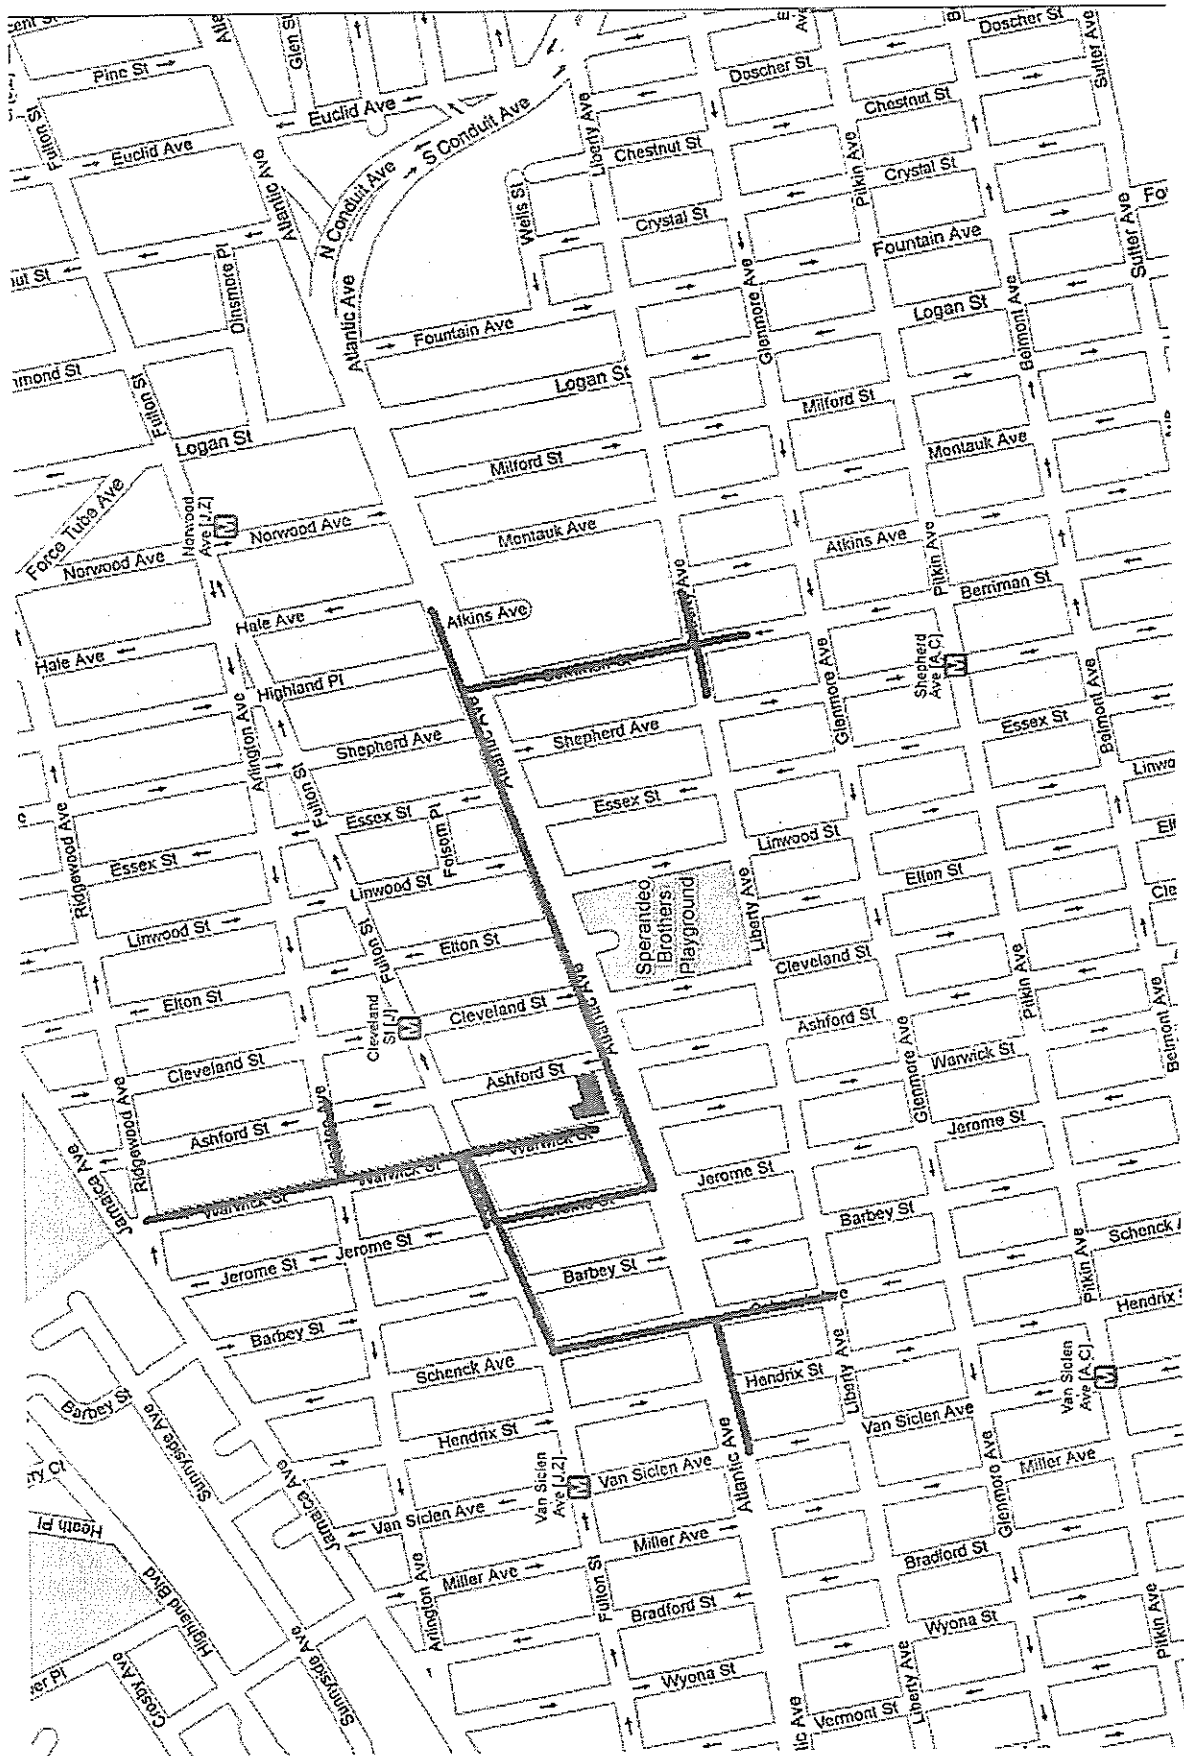 Pine St
Glen St
Doscher St
Sutter Ave
Fulton St
Euclid Ave
Euclid Ave
Liberty Ave
Doscher St
Chestnut St
Atlantic Ave
N Conduit Ave
S Conduit Ave
Chestnut St
Pitkin Ave
Crystal St
Wells St
Crystal St
Dinsmore Pl
Fountain Ave
Sutter Ave
Atlantic Ave
Fountain Ave
Glenmore Ave
Logan St
Belmont Ave
Fulton St
Logan St
Milford St
Logan St
Milford St
Montauk Ave
Force Tube Ave
Norwood
Ave [J,Z]
M
Norwood Ave
Norwood Ave
Montauk Ave
Atkins Ave
Pitkin Ave
Berriman St
Hale Ave
Hale Ave
Atkins Ave
Highland Pl
Shepherd
Ave [A,C]
M
Glenmore Ave
Arlington Ave
Shepherd Ave
Atlantic Ave
Shepherd Ave
Essex St
Belmont Ave
Fulton St
Essex St
Folsom Pl
Essex St
Linwood St
Ridgewood Ave
Essex St
Linwood St
Elton St
Linwood St
Elton St
Fulton St
Sperandeo
Brothers
Playground
Liberty Ave
Cleveland St
Pitkin Ave
Elton St
Cleveland
St [J]
M
Cleveland St
Atlantic Ave
Ashford St
Cleveland St
Ashford St
Glenmore Ave
Warwick St
Belmont Ave
Ridgewood Ave
Ashford St
Jerome St
Jamaica Ave
Warwick St
Warwick St
Warwick St
Jerome St
Jerome St
Jerome St
Barbey St
Barbey St
Pitkin Ave
Barbey St
Schenck Ave
Hendrix St
Liberty Ave
Van Siclen
Ave [A,C]
M
Barbey St
Sunnyside Ave
Hendrix St
Van Siclen Ave
Jamaica Ave
Van Siclen
Ave [J,Z]
M
Van Siclen Ave
Atlantic Ave
Glenmore Ave
Miller Ave
Heath Pl
Van Siclen Ave
Miller Ave
Bradford St
Highland Blvd
Arlington Ave
Miller Ave
Fulton St
Bradford St
Wyona St
Pitkin Ave
Crosby Ave
Sunnyside Ave
Wyona St
Vermont St
Liberty Ave